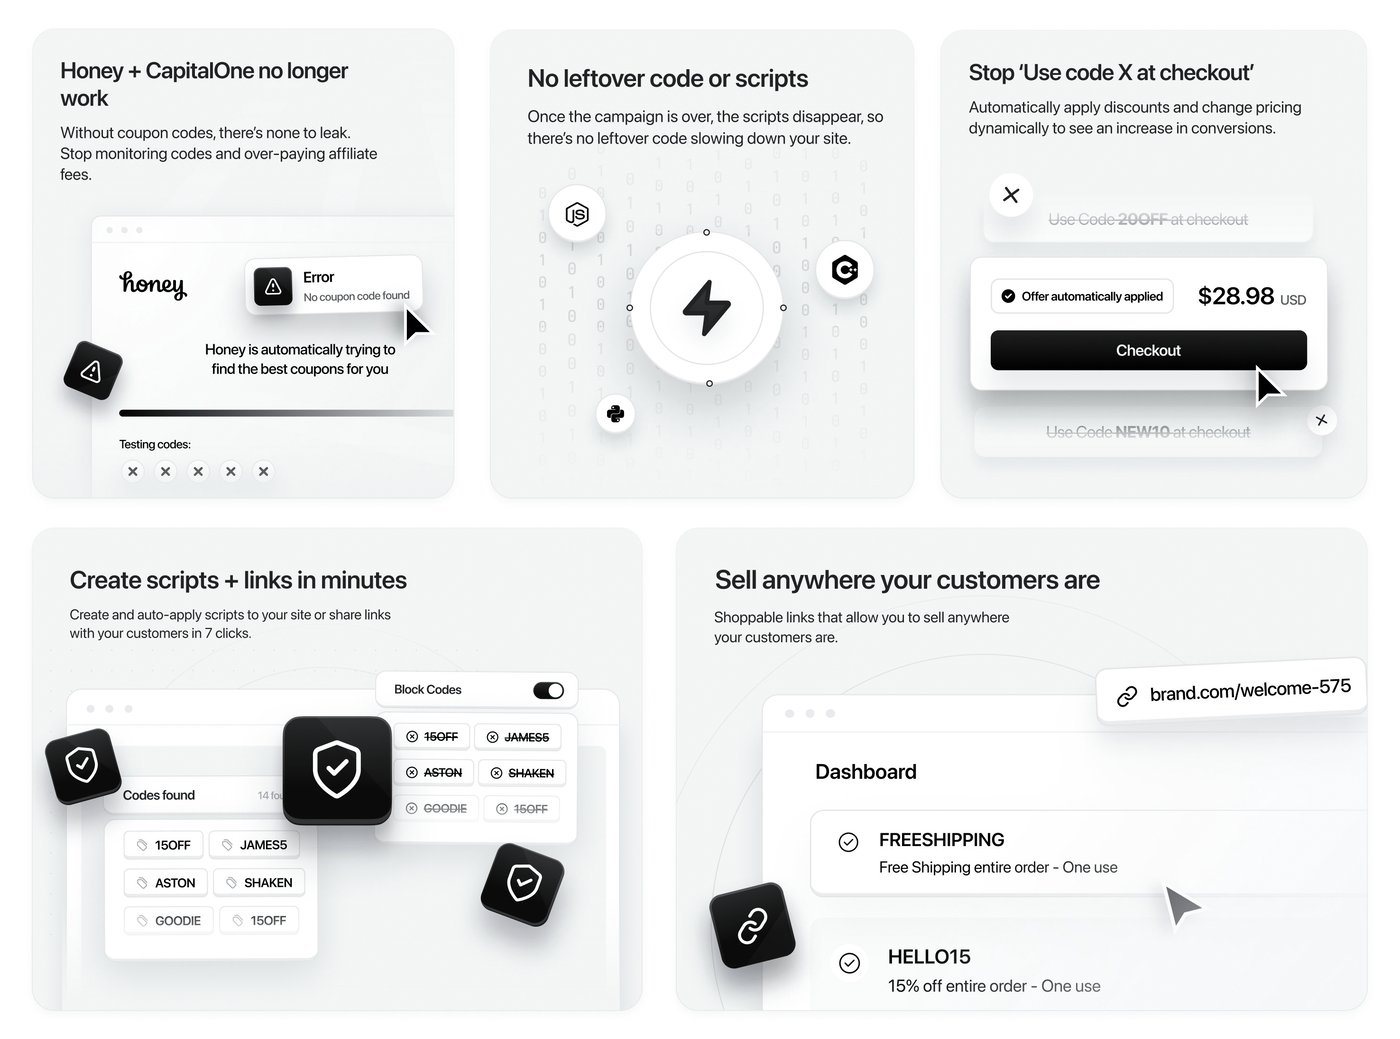 Honey + CapitalOne no longer
work
Without coupon codes, there's none to leak.
Stop monitoring codes and over-paying affiliate
fees.
honey
Error
No coupon code found
Honey is automatically trying to
find the best coupons for you
Testing codes:
No leftover code or scripts
Once the campaign is over, the scripts disappear, so
there's no leftover code slowing down your site.
JS
C++
Stop ‘Use code X at checkout’
Automatically apply discounts and change pricing
dynamically to see an increase in conversions.
Use Code 20OFF at checkout
Offer automatically applied
$28.98 USD
Checkout
Use Code NEW10 at checkout
Create scripts + links in minutes
Create and auto-apply scripts to your site or share links
with your customers in 7 clicks.
Block Codes
15OFF JAMES5
ASTON SHAKEN
GOODIE 15OFF
Codes found 14
15OFF JAMES5
ASTON SHAKEN
GOODIE 15OFF
Sell anywhere your customers are
Shoppable links that allow you to sell anywhere
your customers are.
brand.com/welcome-575
Dashboard
FREESHIPPING
Free Shipping entire order - One use
HELLO15
15% off entire order - One use